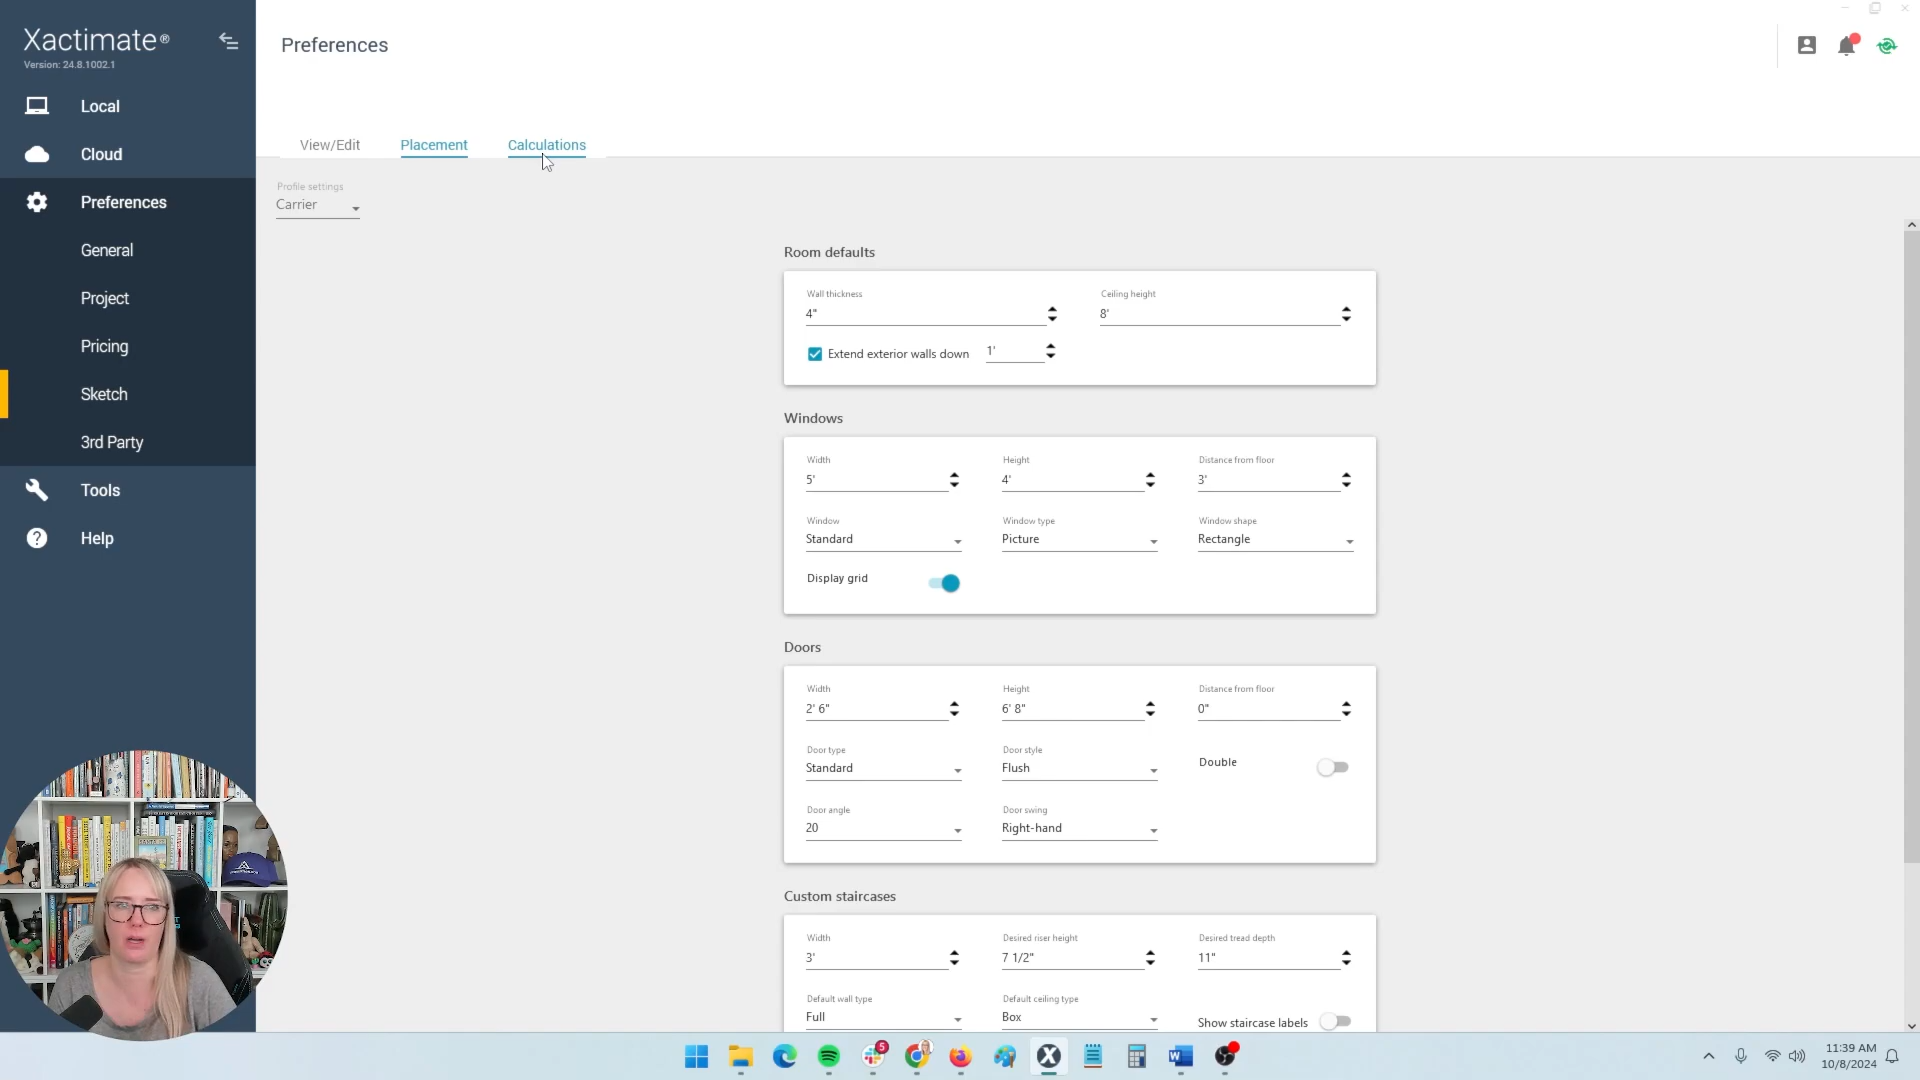 Xactimate®
Version: 24.8.1002.1
Local
Cloud
Preferences
General
Project
Pricing
Sketch
3rd Party
Tools
Help
Preferences
View/Edit Placement Calculations
Profile settings
Carrier
Room defaults
Wall thickness Ceiling height
4" 8'
Extend exterior walls down 1'
Windows
Width Height Distance from floor
5' 4' 3'
Window Window type Window shape
Standard Picture Rectangle
Display grid
Doors
Width Height Distance from floor
2' 6" 6' 8" 0"
Door type Door style
Standard Flush Double
Door angle Door swing
20 Right-hand
Custom staircases
Width Desired riser height Desired tread depth
3' 7 1/2" 11"
Default wall type Default ceiling type
Full Box Show staircase labels
5
11:39 AM
10/8/2024